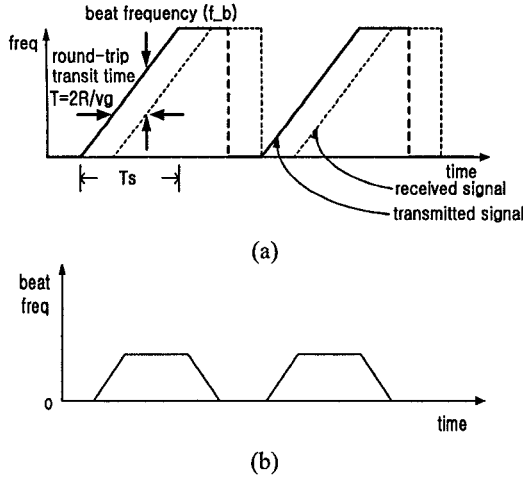 beat frequency (f_b)
freq
round-trip
transit time
T=2R/vg
Ts
time
received signal
transmitted signal
(a)
beat
freq
0
time
(b)